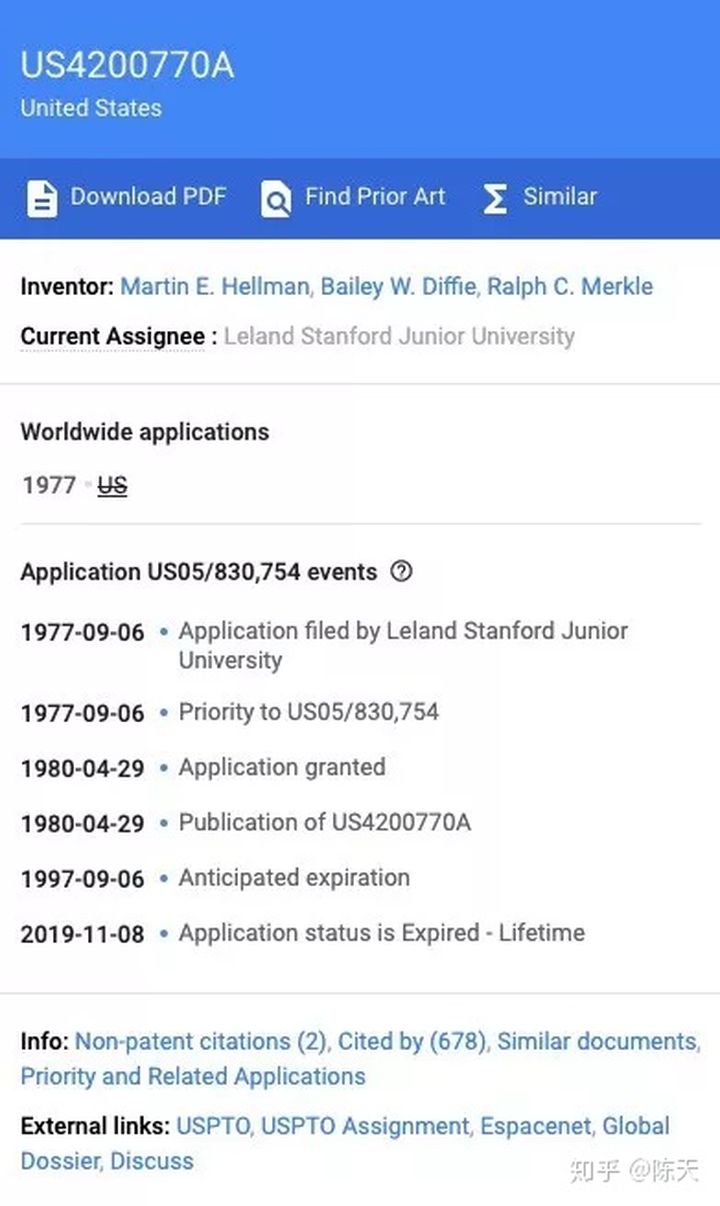 US4200770A
United States
Download PDF Find Prior Art Similar
Inventor: Martin E. Hellman, Bailey W. Diffie, Ralph C. Merkle
Current Assignee : Leland Stanford Junior University
Worldwide applications
1977 US
Application US05/830,754 events
1977-09-06 • Application filed by Leland Stanford Junior
University
1977-09-06 • Priority to US05/830,754
1980-04-29 • Application granted
1980-04-29 • Publication of US4200770A
1997-09-06 • Anticipated expiration
2019-11-08 • Application status is Expired - Lifetime
Info: Non-patent citations (2), Cited by (678), Similar documents,
Priority and Related Applications
External links: USPTO, USPTO Assignment, Espacenet, Global
Dossier, Discuss
知乎 @陈天